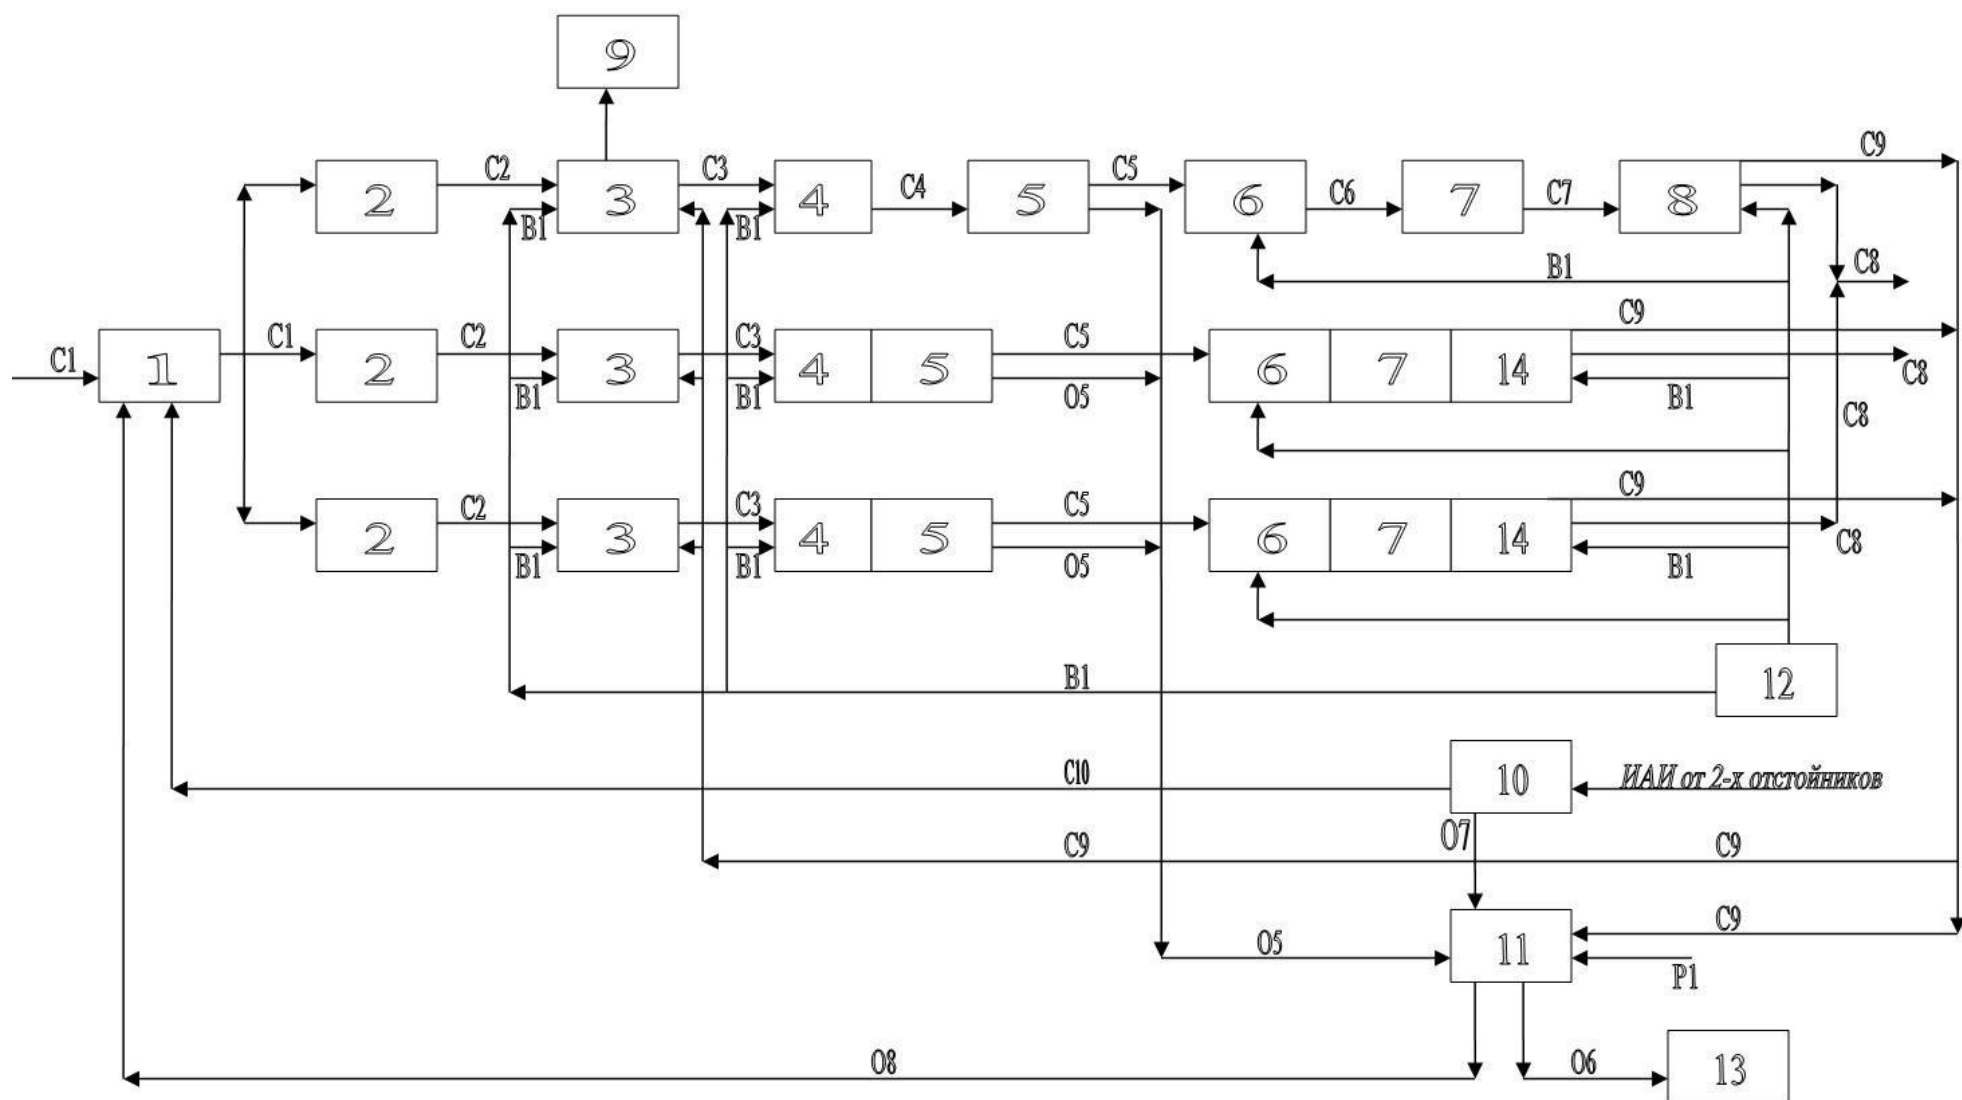 9
C2 C3 C5 C9
2 3 4 C4 5 6 C6 7 C7 8
B1 B1
B1 C8
C1 C2 C3 C5 C9
C1 1 2 3 4 5 6 7 14 C8
B1 B1 O5 B1
C8
C2 C3 C5 C9
2 3 4 5 6 7 14 C8
B1 B1 O5 B1
B1 12
C10 10 ИАИ от 2-х отстойников
O7
C9 C9
C9
O5 11
P1
O8 O6 13